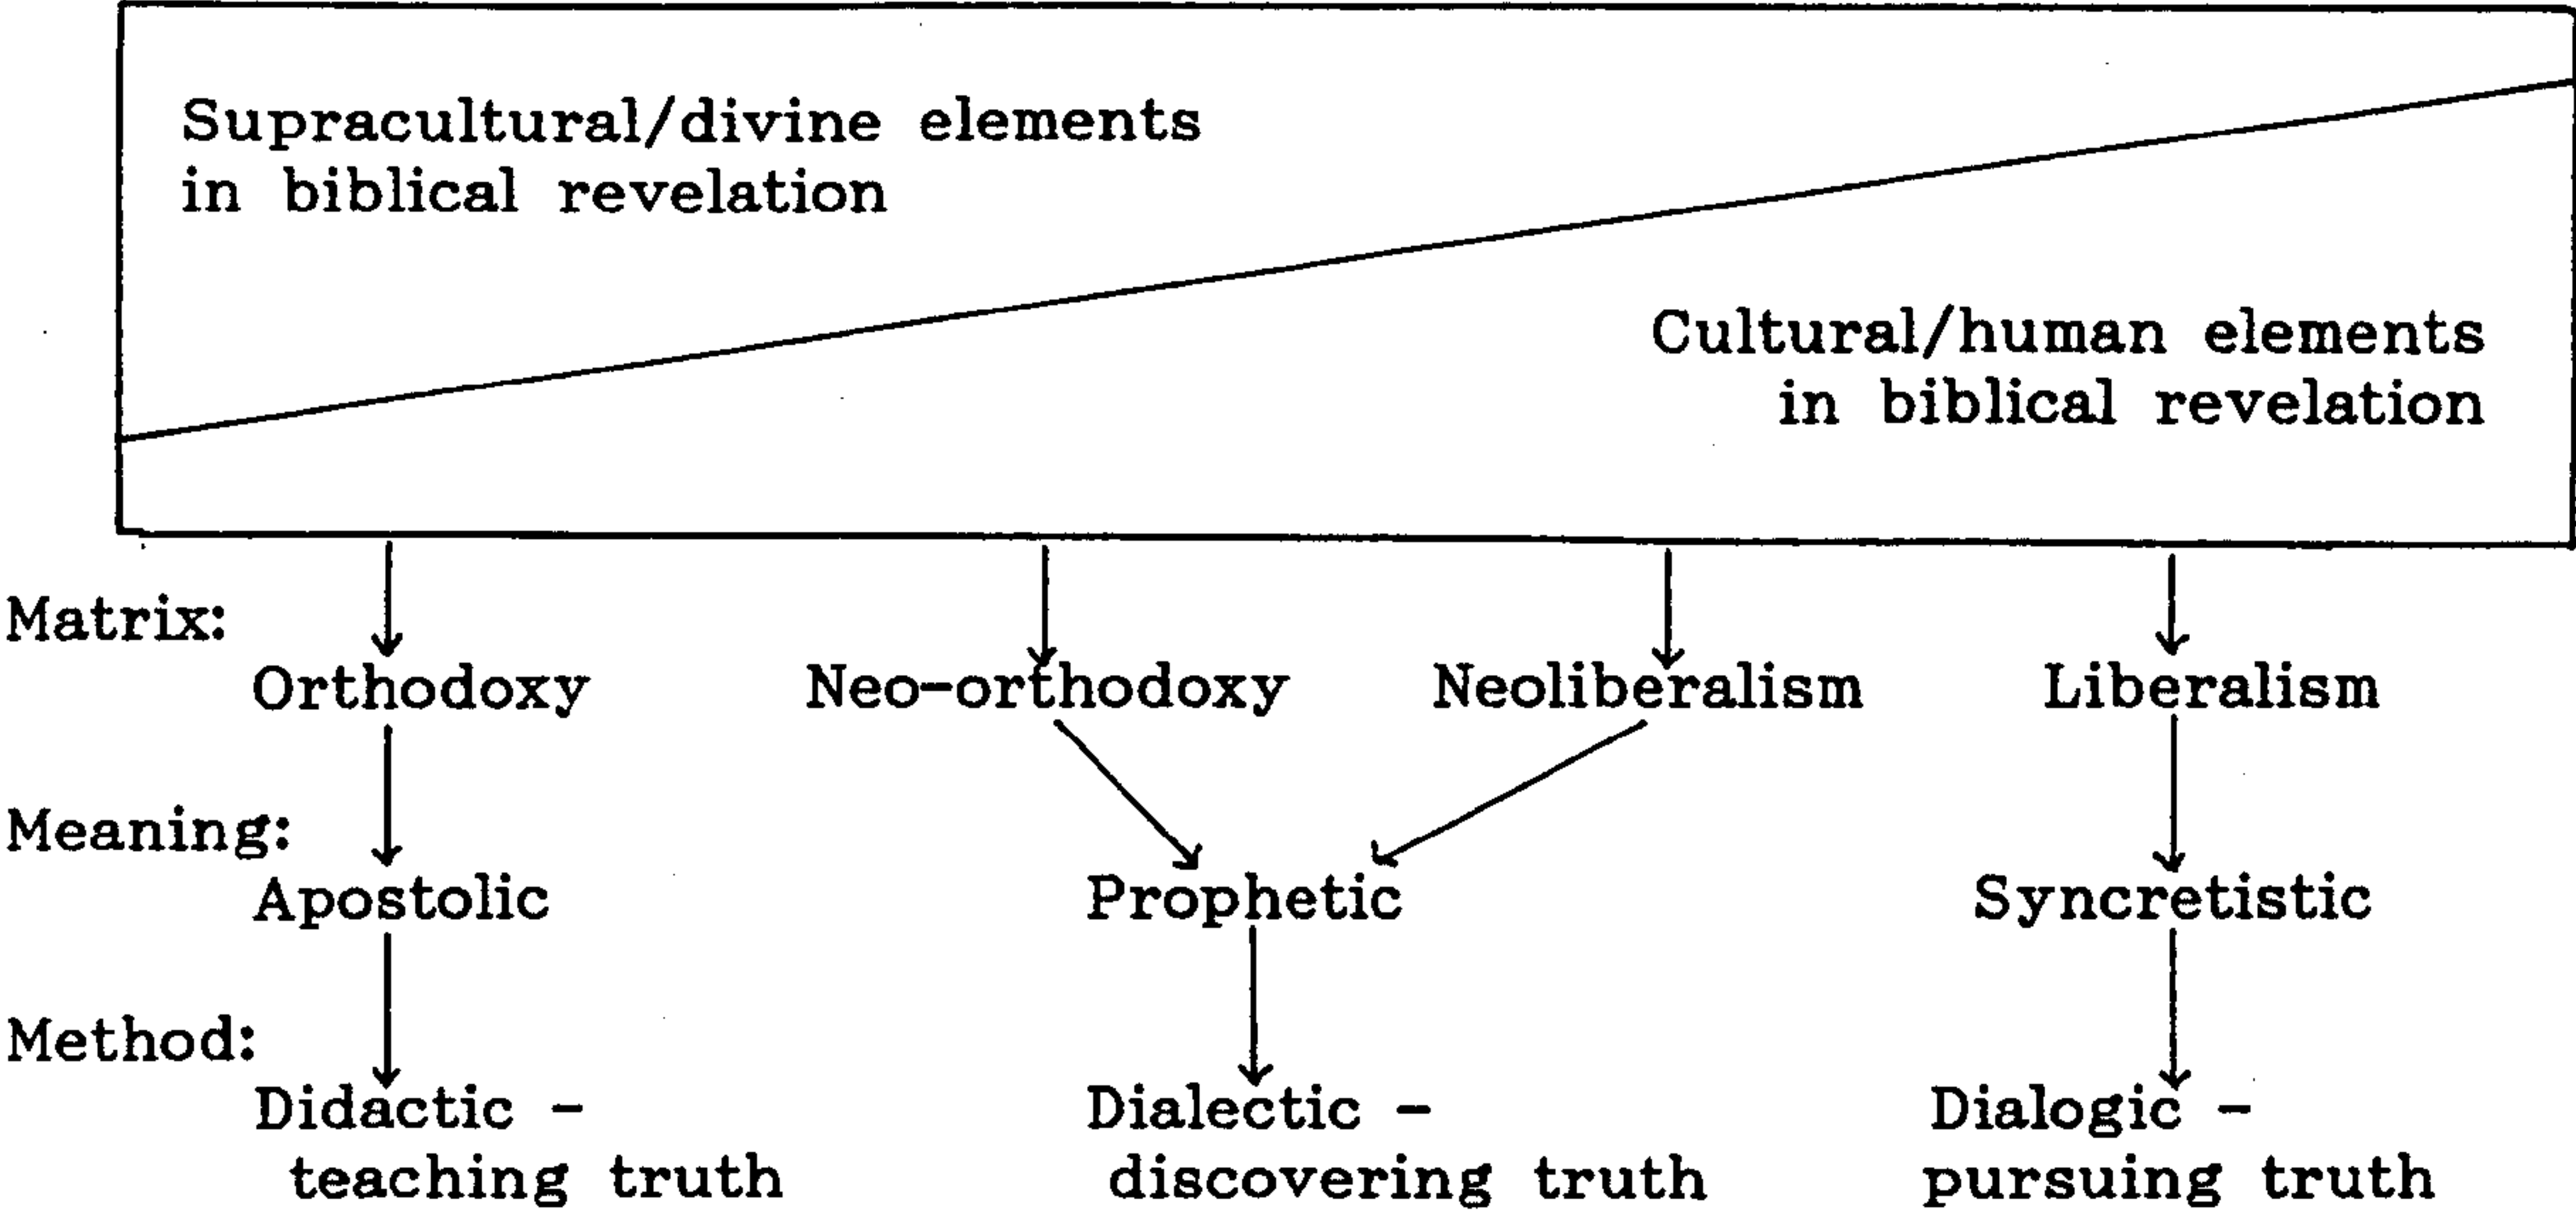 Supracultural/divine elements
in biblical revelation
Cultural/human elements
in biblical revelation
Matrix:
Orthodoxy Neo-orthodoxy Neoliberalism Liberalism
Meaning:
Apostolic Prophetic Syncretistic
Method:
Didactic - Dialectic - Dialogic -
teaching truth discovering truth pursuing truth